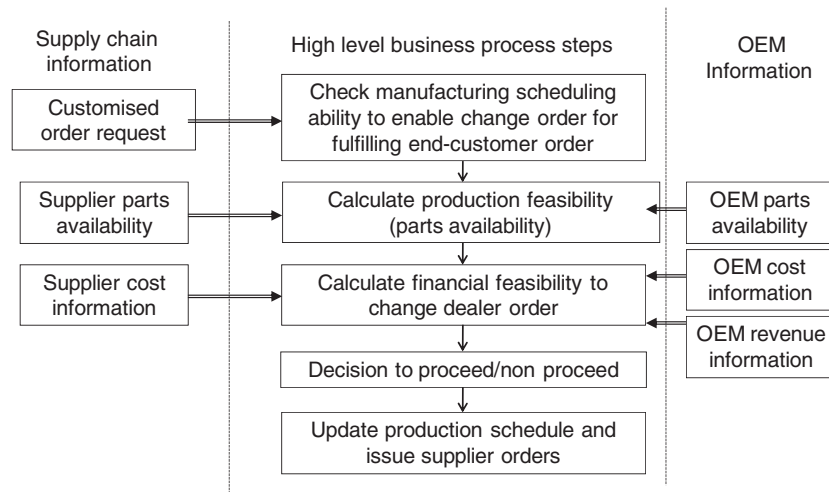 Supply chain
information
High level business process steps
OEM
Information
Customised
order request
Check manufacturing scheduling
ability to enable change order for
fulfilling end-customer order
Supplier parts
availability
Calculate production feasibility
(parts availability)
OEM parts
availability
Supplier cost
information
Calculate financial feasibility to
change dealer order
OEM cost
information
OEM revenue
information
Decision to proceed/non proceed
Update production schedule and
issue supplier orders